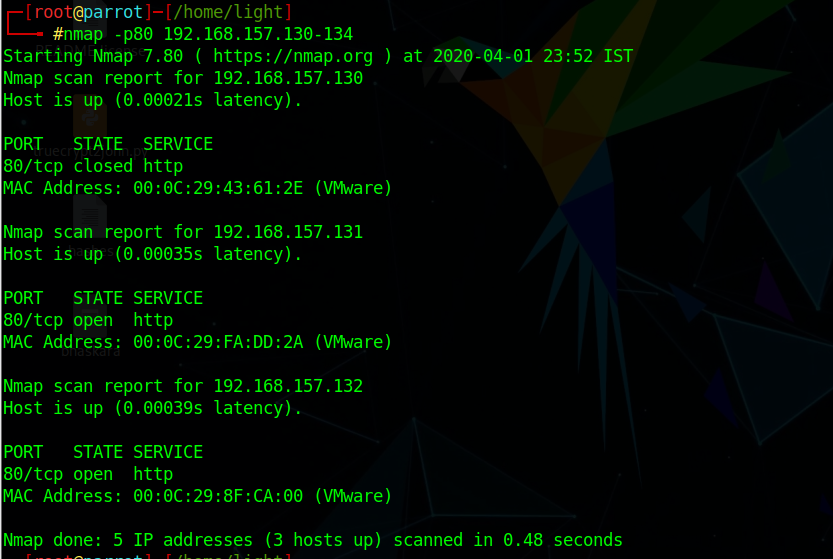 ┌─[root@parrot]─[/home/light]
└──╼ #nmap -p80 192.168.157.130-134
Starting Nmap 7.80 ( https://nmap.org ) at 2020-04-01 23:52 IST
Nmap scan report for 192.168.157.130
Host is up (0.00021s latency).
PORT   STATE  SERVICE
80/tcp closed http
MAC Address: 00:0C:29:43:61:2E (VMware)
Nmap scan report for 192.168.157.131
Host is up (0.00035s latency).
PORT   STATE SERVICE
80/tcp open  http
MAC Address: 00:0C:29:FA:DD:2A (VMware)
Nmap scan report for 192.168.157.132
Host is up (0.00039s latency).
PORT   STATE SERVICE
80/tcp open  http
MAC Address: 00:0C:29:8F:CA:00 (VMware)
Nmap done: 5 IP addresses (3 hosts up) scanned in 0.48 seconds
[root@parrot]─[/home/light]